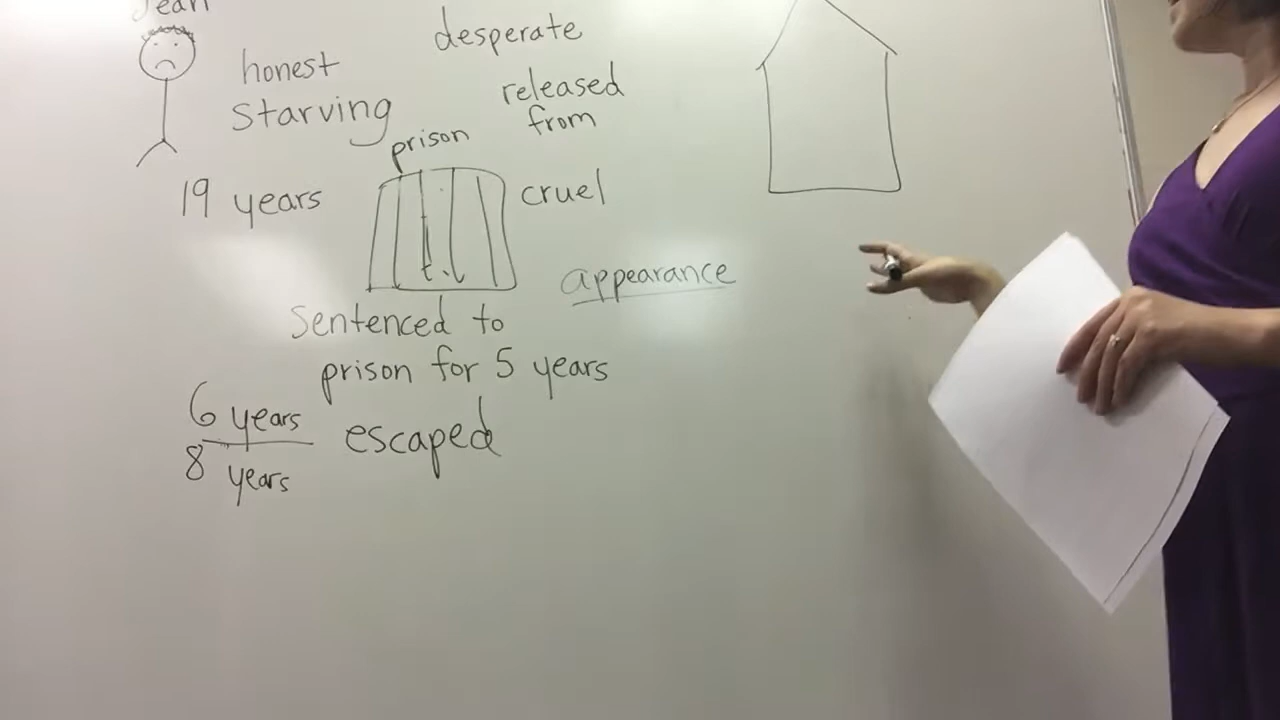 Jean
desperate
honest
starving
released
from
prison
19 years
cruel
appearance
Sentenced to
prison for 5 years
6 years
escaped
8 years